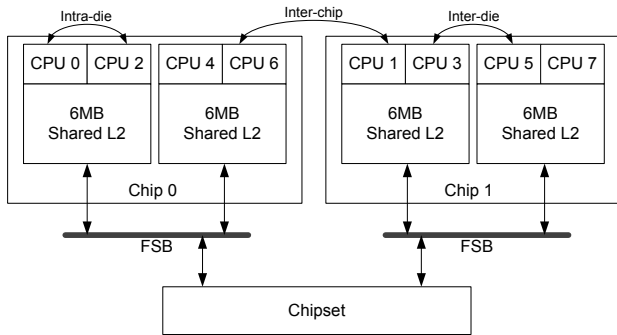 Intra-die Inter-chip Inter-die
CPU 0 CPU 2 CPU 4 CPU 6 CPU 1 CPU 3 CPU 5 CPU 7
6MB 6MB 6MB 6MB
Shared L2 Shared L2 Shared L2 Shared L2
Chip 0 Chip 1
FSB FSB
Chipset